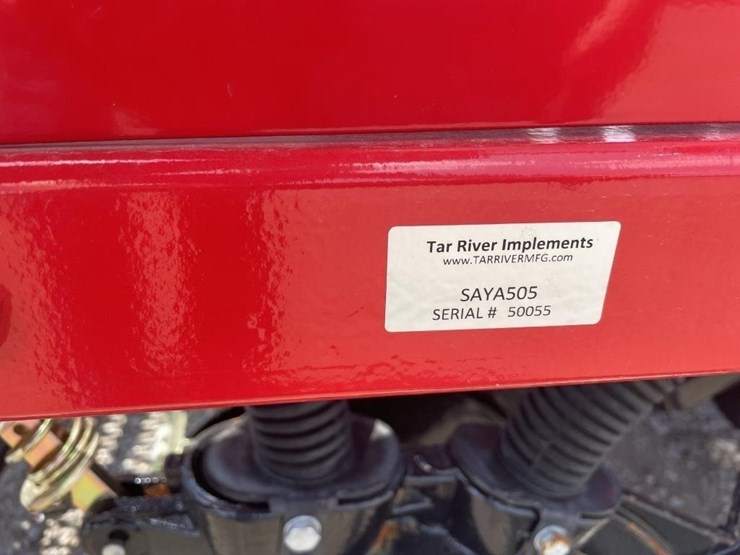 Tar River Implements
www.TARRIVERMFG.com
SAYA505
SERIAL # 50055